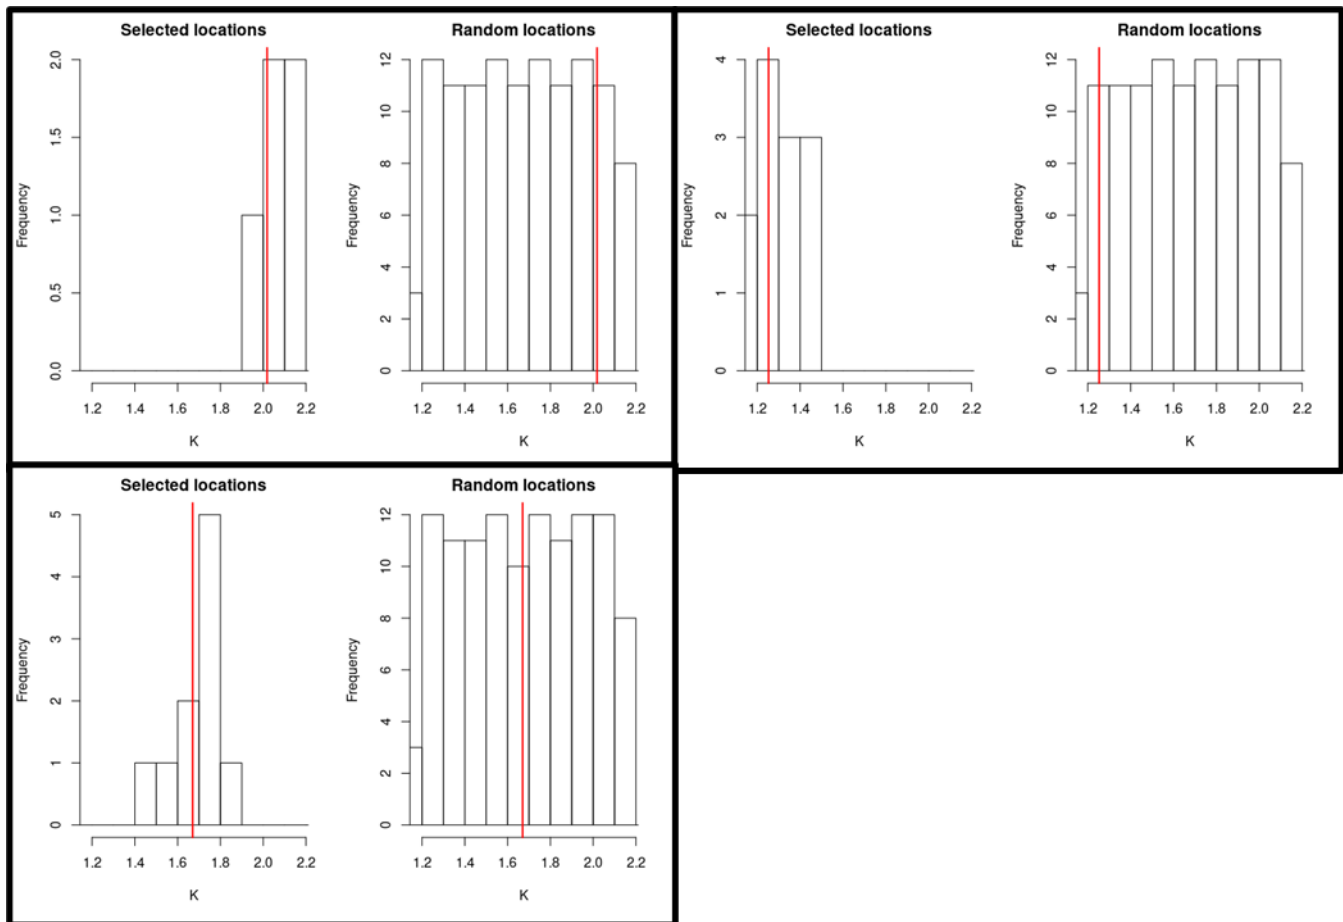 Selected locations
Frequency
0.0 0.5 1.0 1.5 2.0
1.2 1.4 1.6 1.8 2.0 2.2
K
Random locations
Frequency
0 2 4 6 8 10 12
1.2 1.4 1.6 1.8 2.0 2.2
K
Selected locations
Frequency
0 1 2 3 4
1.2 1.4 1.6 1.8 2.0 2.2
K
Random locations
Frequency
0 2 4 6 8 10 12
1.2 1.4 1.6 1.8 2.0 2.2
K
Selected locations
Frequency
0 1 2 3 4 5
1.2 1.4 1.6 1.8 2.0 2.2
K
Random locations
Frequency
0 2 4 6 8 10 12
1.2 1.4 1.6 1.8 2.0 2.2
K